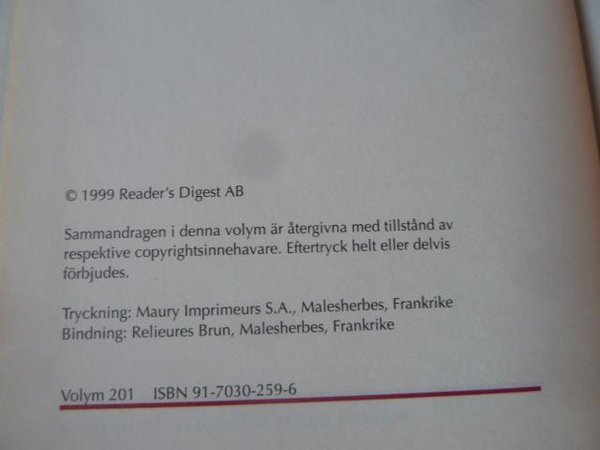 © 1999 Reader's Digest AB
Sammandragen i denna volym är återgivna med tillstånd av
respektive copyrightsinnehavare. Eftertryck helt eller delvis
förbjudes.
Tryckning: Maury Imprimeurs S.A., Malesherbes, Frankrike
Bindning: Relieures Brun, Malesherbes, Frankrike
Volym 201 ISBN 91-7030-259-6